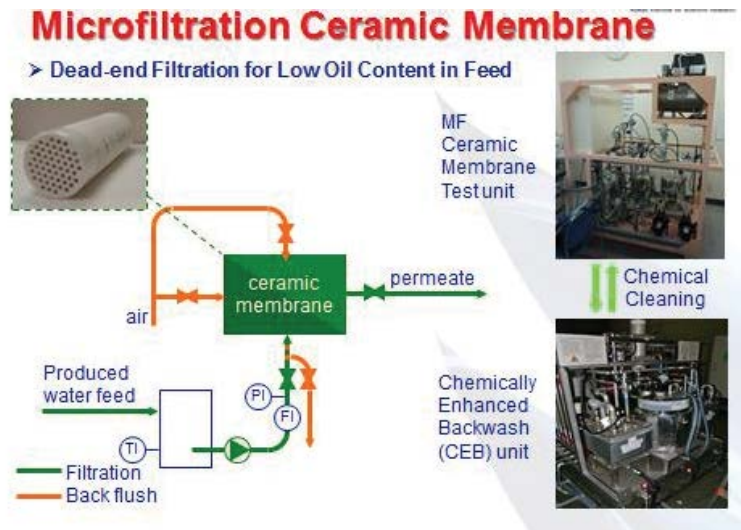 Microfiltration Ceramic Membrane
➢ Dead-end Filtration for Low Oil Content in Feed
MF
Ceramic
Membrane
Test unit
ceramic
membrane
permeate
air
Chemical
Cleaning
Produced
water feed
PI
FI
TI
Chemically
Enhanced
Backwash
(CEB) unit
Filtration
Back flush